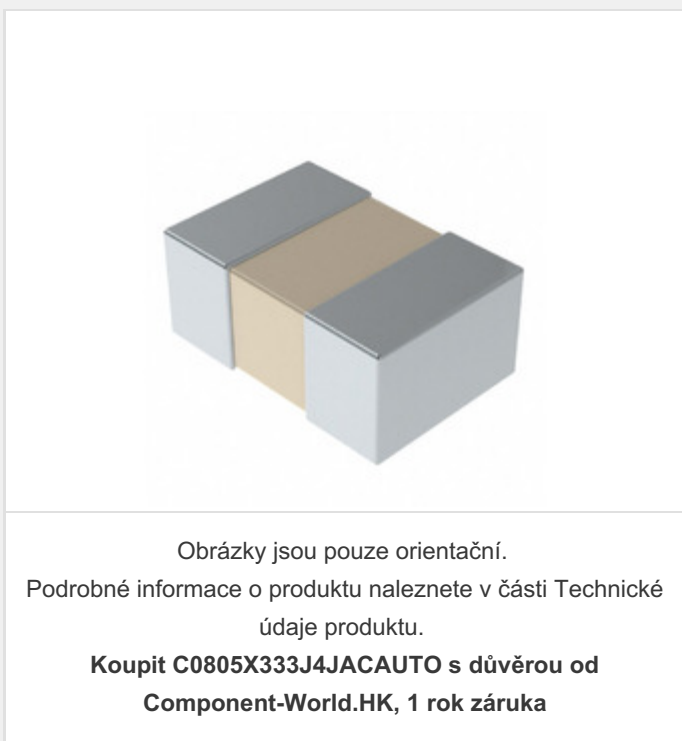 Obrázky jsou pouze orientační.
Podrobné informace o produktu naleznete v části Technické
údaje produktu.
Koupit C0805X333J4JACAUTO s důvěrou od
Component-World.HK, 1 rok záruka